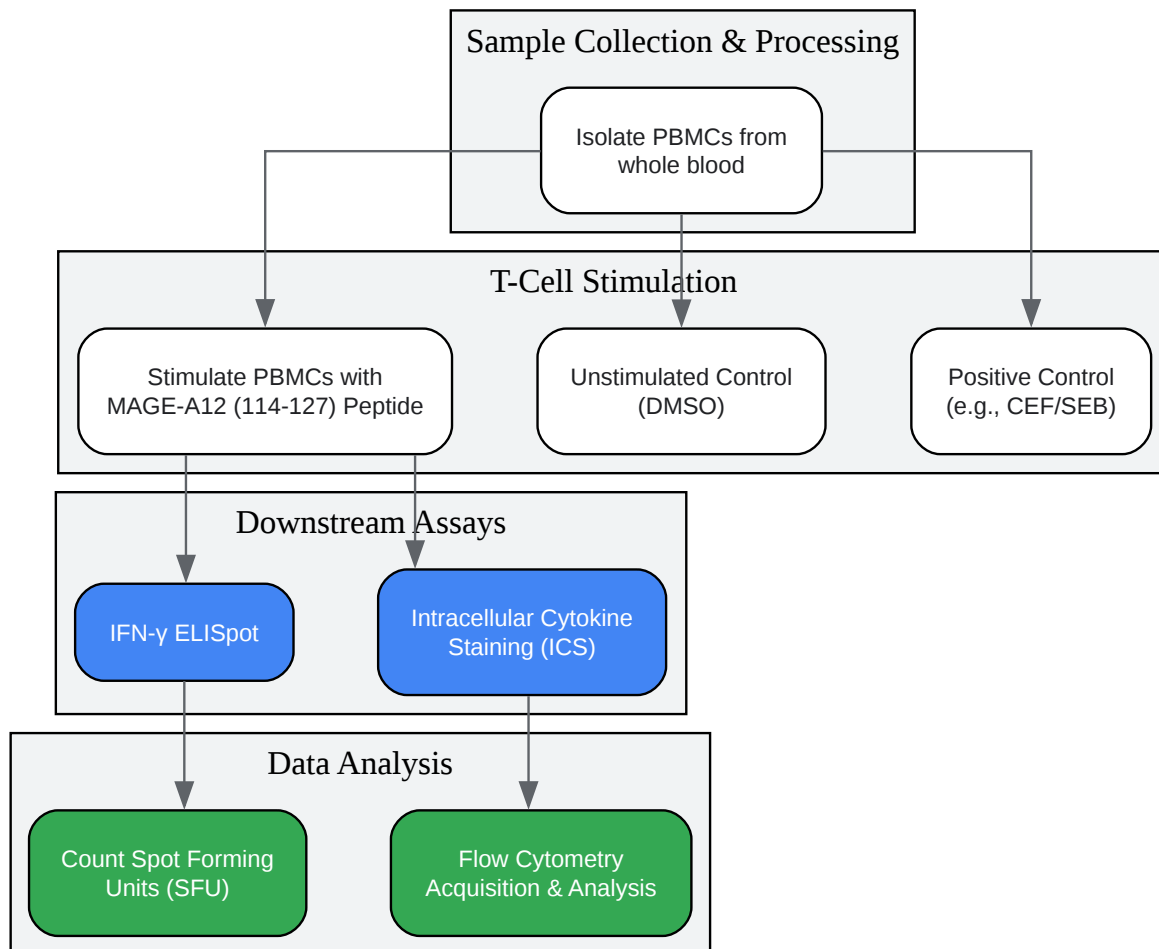 Sample Collection & Processing
Isolate PBMCs from
whole blood
T-Cell Stimulation
Stimulate PBMCs with
MAGE-A12 (114-127) Peptide
Unstimulated Control
(DMSO)
Positive Control
(e.g., CEF/SEB)
Downstream Assays
IFN-γ ELISpot
Intracellular Cytokine
Staining (ICS)
Data Analysis
Count Spot Forming
Units (SFU)
Flow Cytometry
Acquisition & Analysis